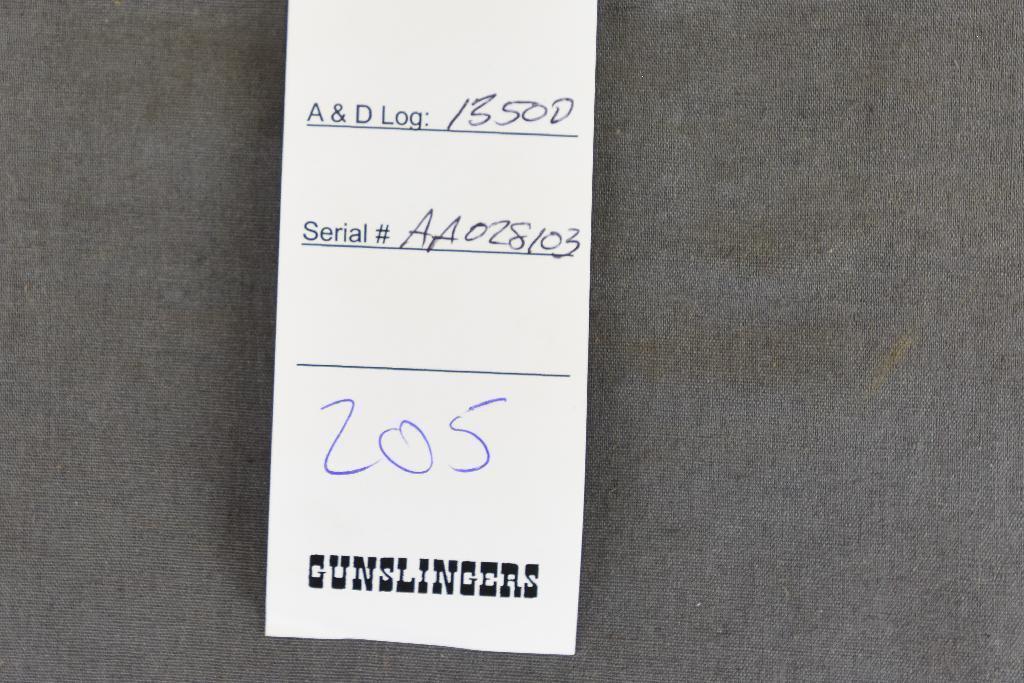 A & D Log: 13500
Serial # AA028103
205
GUNSLINGERS